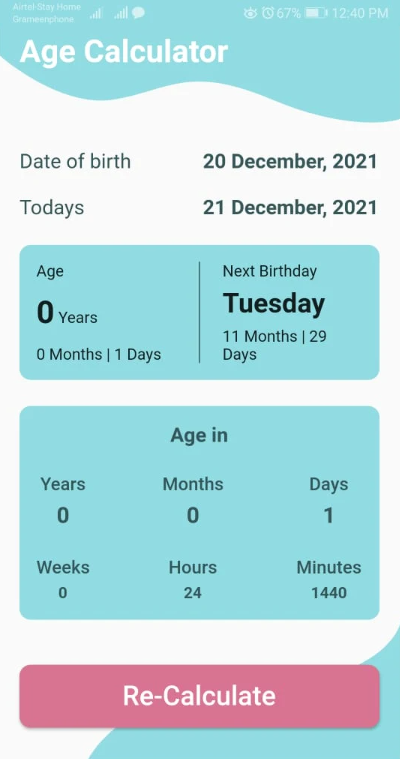 Airtel-Stay Home
Grameenphone
67% 12:40 PM
Age Calculator
Date of birth 20 December, 2021
Todays 21 December, 2021
Age
0 Years
0 Months | 1 Days
Next Birthday
Tuesday
11 Months | 29
Days
Age in
Years Months Days
0 0 1
Weeks Hours Minutes
0 24 1440
Re-Calculate